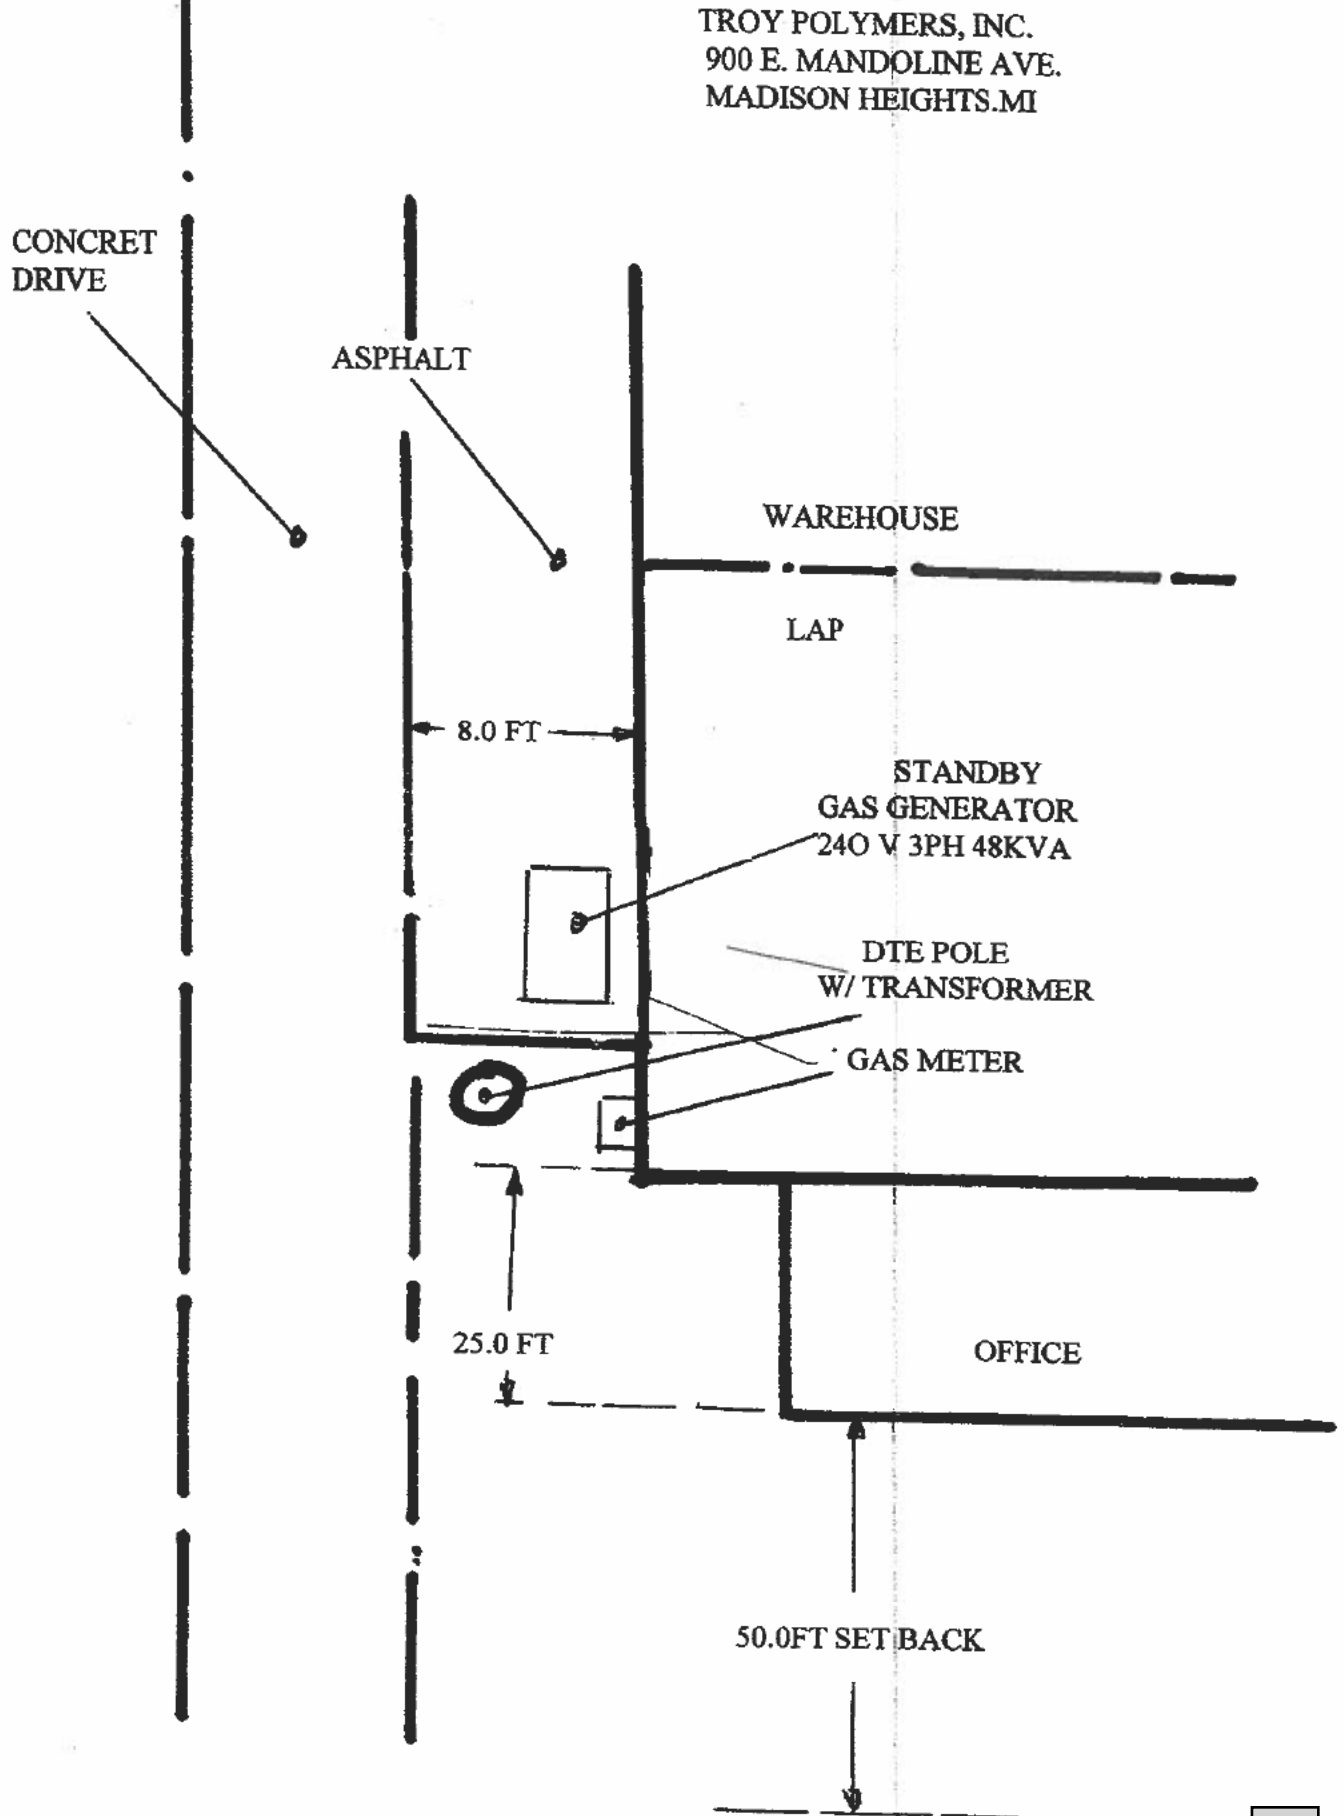 TROY POLYMERS, INC.
900 E. MANDOLINE AVE.
MADISON HEIGHTS.MI
CONCRET
DRIVE
ASPHALT
WAREHOUSE
LAP
8.0 FT
STANDBY
GAS GENERATOR
24O V 3PH 48KVA
DTE POLE
W/ TRANSFORMER
GAS METER
25.0 FT
OFFICE
50.0FT SET BACK